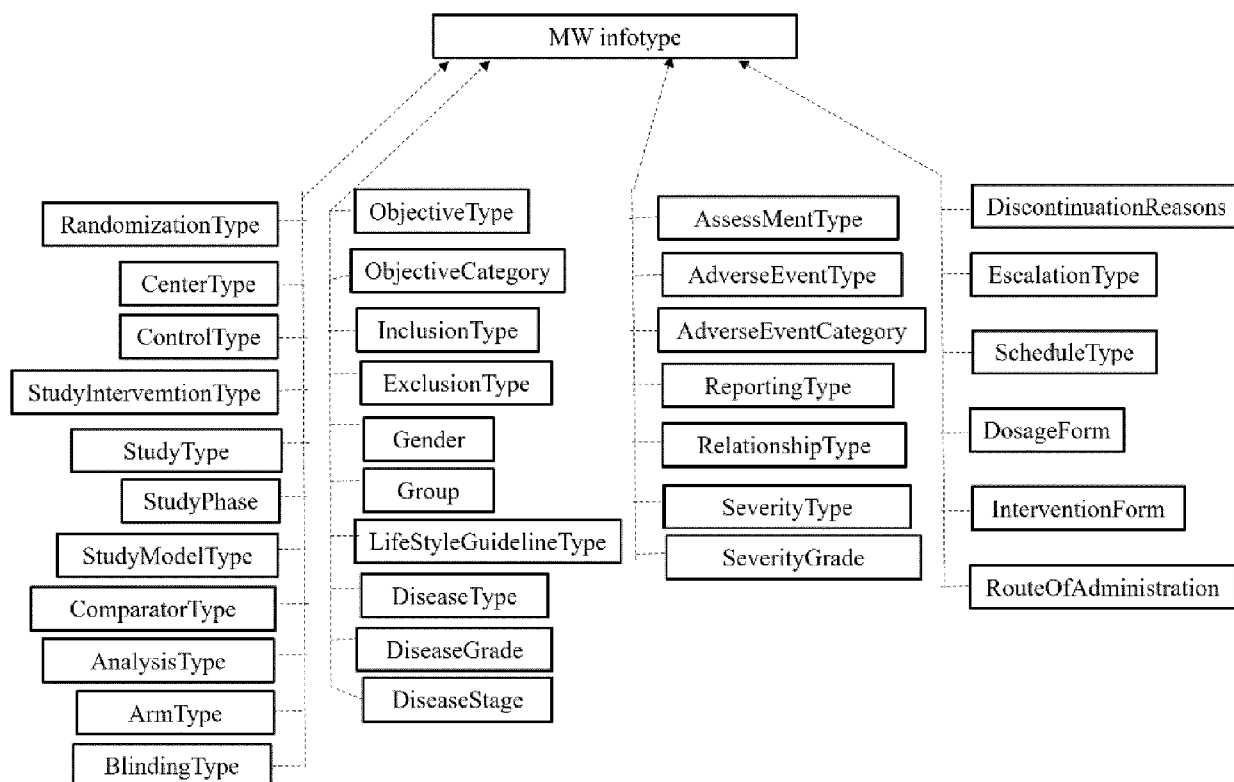 MW infotype
RandomizationType
CenterType
ControlType
StudyIntervemtionType
StudyType
StudyPhase
StudyModelType
ComparatorType
AnalysisType
ArmType
BlindingType
ObjectiveType
ObjectiveCategory
InclusionType
ExclusionType
Gender
Group
LifeStyleGuidelineType
DiseaseType
DiseaseGrade
DiseaseStage
AssessMentType
AdverseEventType
AdverseEventCategory
ReportingType
RelationshipType
SeverityType
SeverityGrade
DiscontinuationReasons
EscalationType
ScheduleType
DosageForm
InterventionForm
RouteOfAdministration